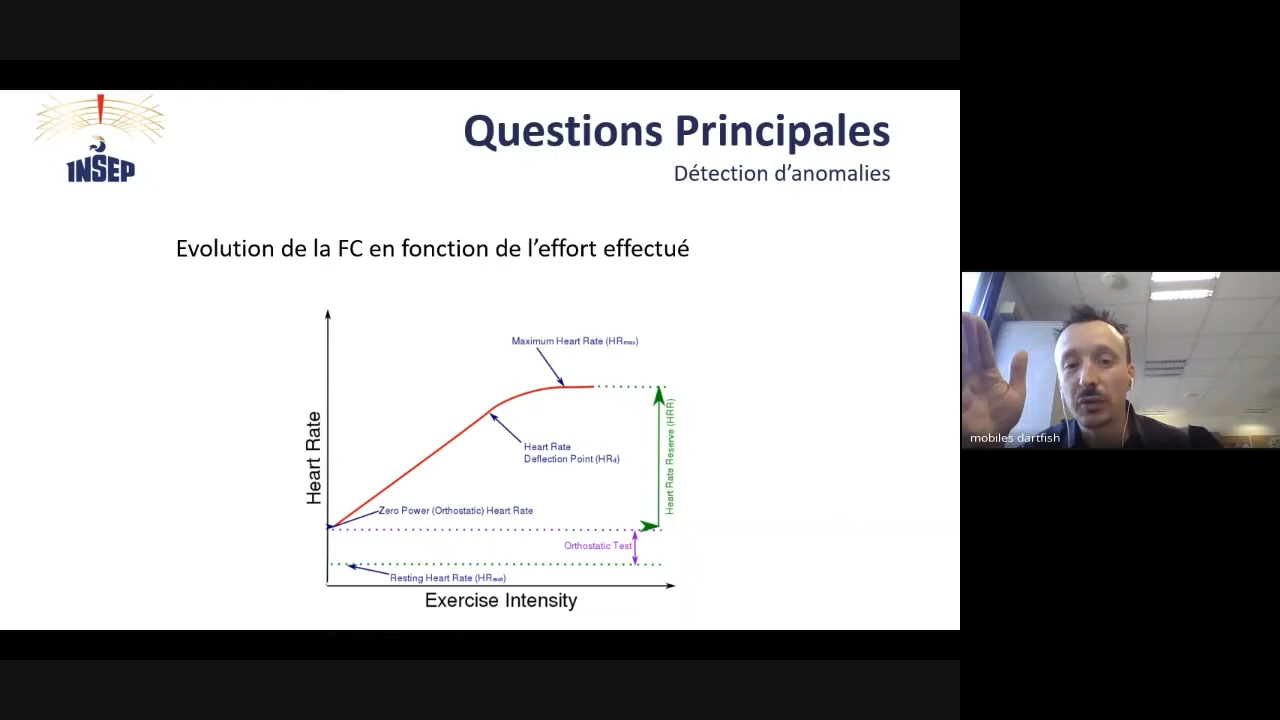 INSEP
Questions Principales
Détection d'anomalies
Evolution de la FC en fonction de l'effort effectué
Maximum Heart Rate (HRmax)
Heart Rate
Deflection Point (HRd)
Heart Rate Reserve (HRR)
Heart Rate
Zero Power (Orthostatic) Heart Rate
Orthostatic Test
Resting Heart Rate (HRrest)
Exercise Intensity
mobiles dartfish